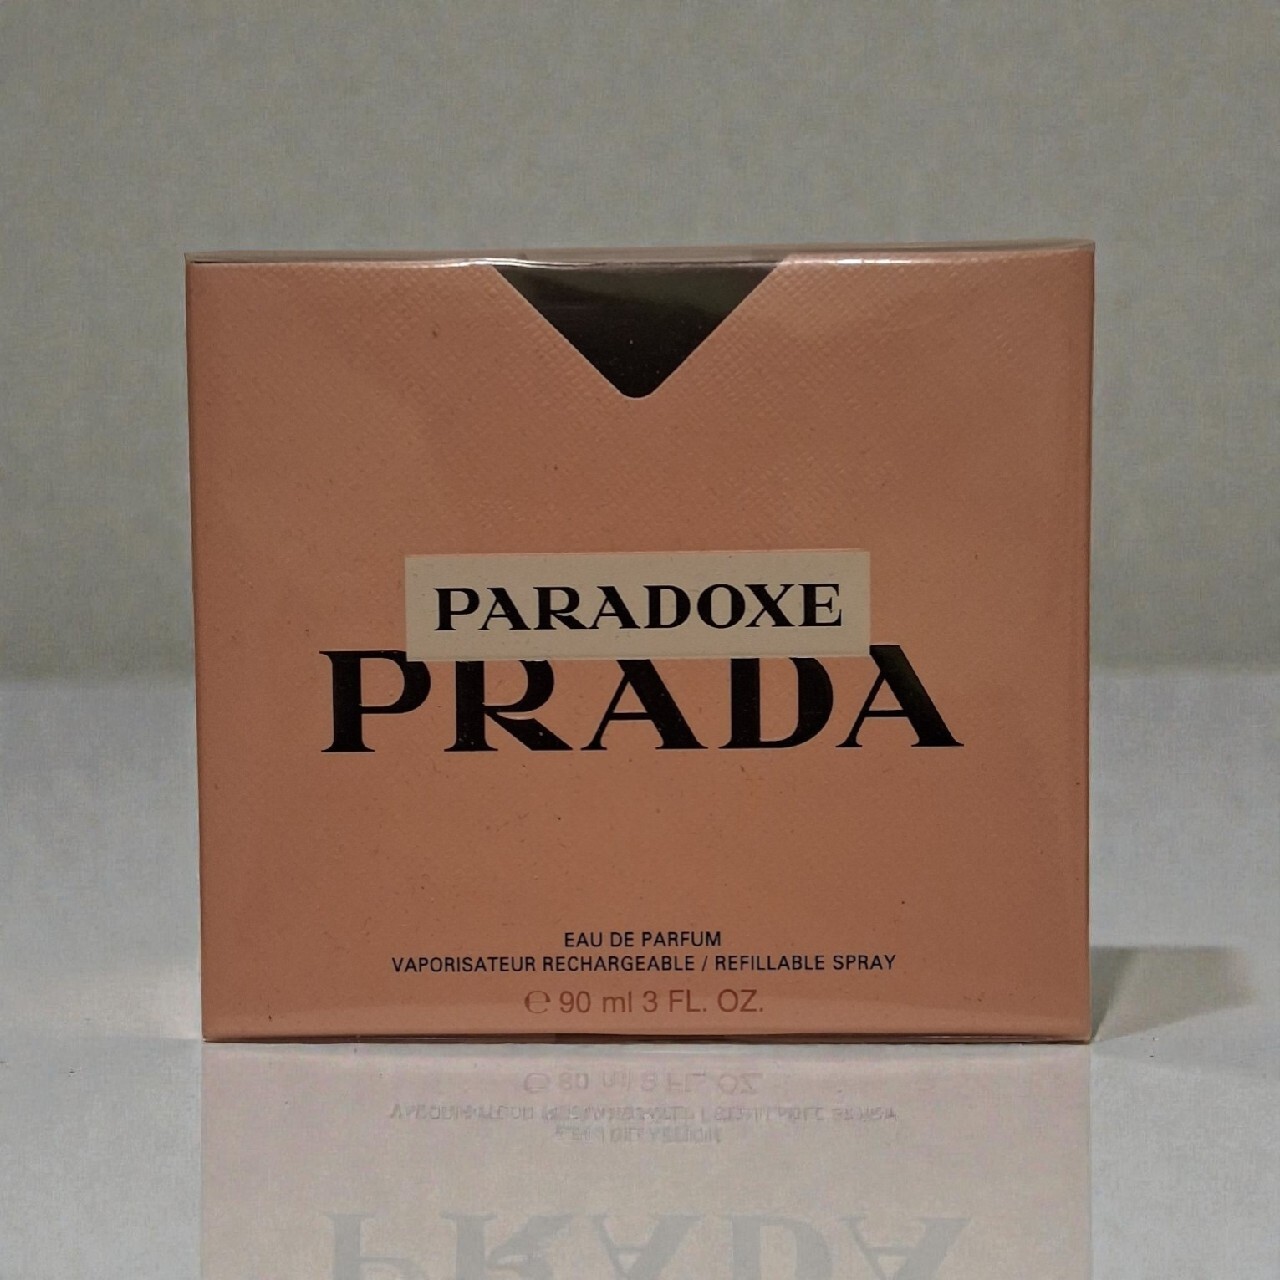 PARADOXE
PRADA
EAU DE PARFUM
VAPORISATEUR RECHARGEABLE / REFILLABLE SPRAY
℮ 90 ml 3 FL. OZ.